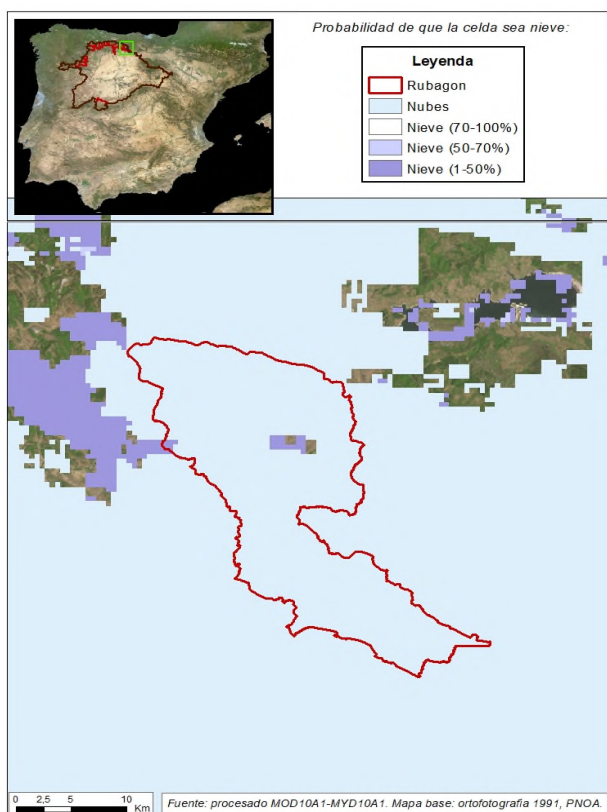 Probabilidad de que la celda sea nieve:
Leyenda
Rubagon
Nubes
Nieve (70-100%)
Nieve (50-70%)
Nieve (1-50%)
0 2,5 5 10
Km
Fuente: procesado MOD10A1-MYD10A1. Mapa base: ortofotografia 1991, PNOA